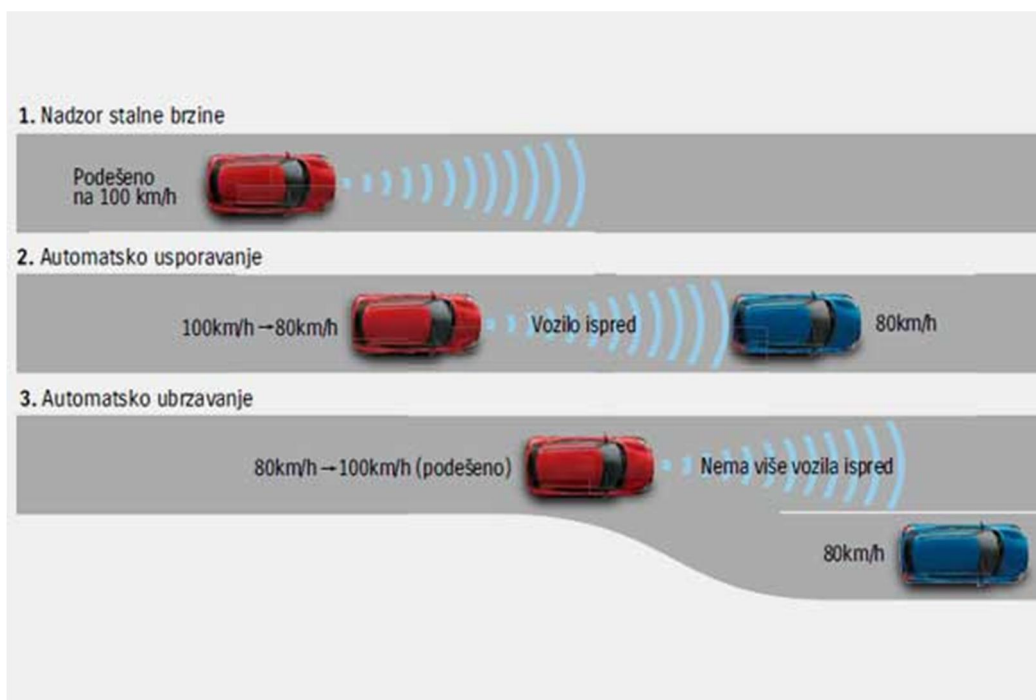 1. Nadzor stalne brzine
Podešeno
na 100 km/h
2. Automatsko usporavanje
100km/h→80km/h
Vozilo ispred
80km/h
3. Automatsko ubrzavanje
80km/h→100km/h (podešeno)
Nema više vozila ispred
80km/h